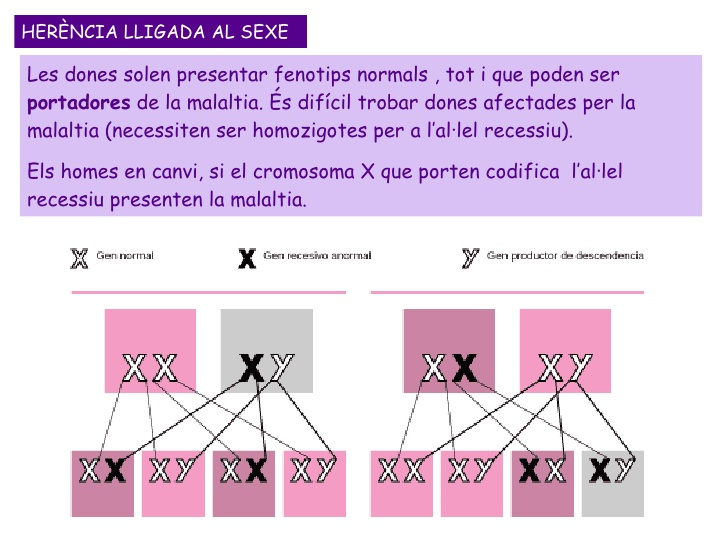 HERÈNCIA LLIGADA AL SEXE
Les dones solen presentar fenotips normals , tot i que poden ser
portadores de la malaltia. És difícil trobar dones afectades per la
malaltia (necessiten ser homozigotes per a l'al·lel recessiu).
Els homes en canvi, si el cromosoma X que porten codifica l'al·lel
recessiu presenten la malaltia.
X Gen normal X Gen recesivo anormal y Gen productor de descendencia
X X X y X X X y
X X X y X X X y X X X y X X X y